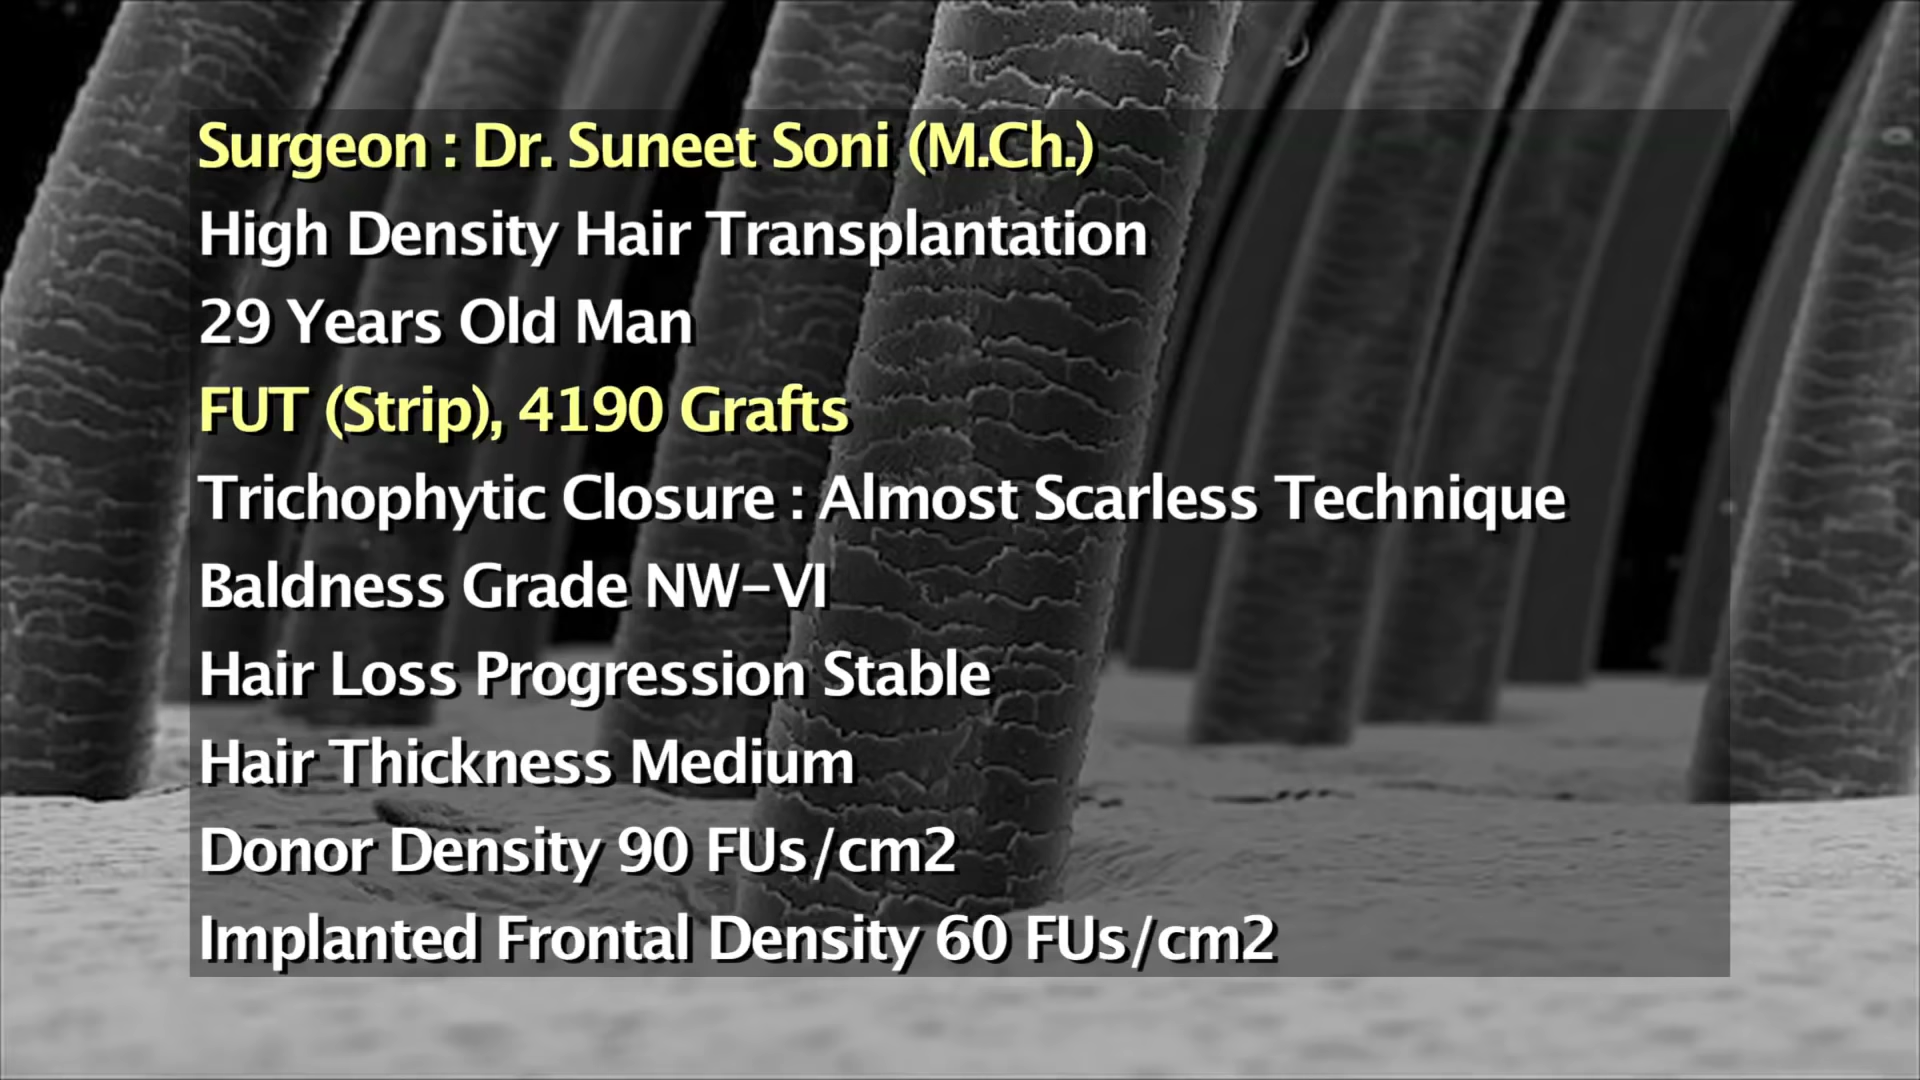 Surgeon : Dr. Suneet Soni (M.Ch.)
High Density Hair Transplantation
29 Years Old Man
FUT (Strip), 4190 Grafts
Trichophytic Closure : Almost Scarless Technique
Baldness Grade NW-VI
Hair Loss Progression Stable
Hair Thickness Medium
Donor Density 90 FUs/cm2
Implanted Frontal Density 60 FUs/cm2